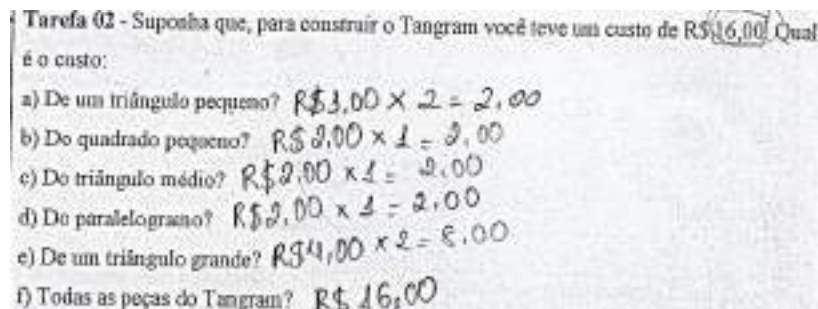 Tarefa 02 - Suponha que, para construir o Tangram você teve um custo de R$ 16,00. Qual
é o custo:
a) De um triângulo pequeno? R$ 1,00 × 2 = 2,00
b) Do quadrado pequeno? R$ 2,00 × 1 = 2,00
c) Do triângulo médio? R$ 2,00 × 1 = 2,00
d) Do paralelogramo? R$ 2,00 × 1 = 2,00
e) De um triângulo grande? R$ 4,00 × 2 = 8,00
f) Todas as peças do Tangram? R$ 16,00